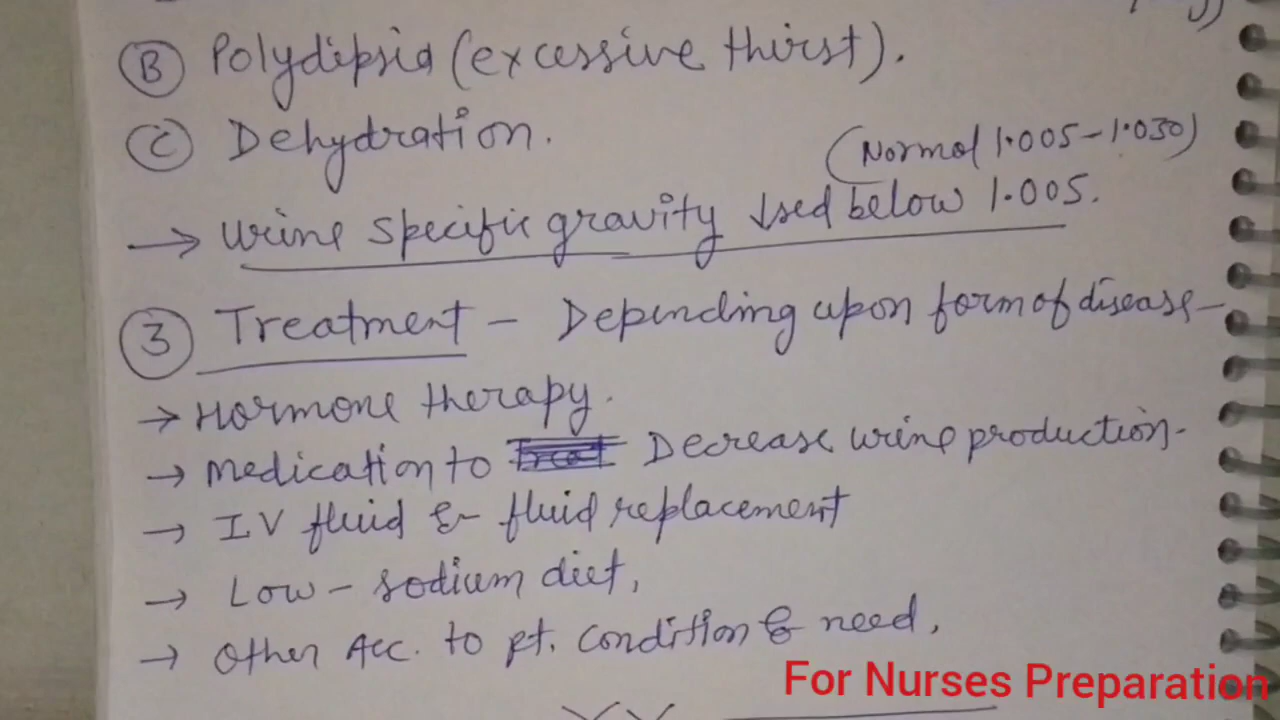 B Polydipsia (excessive thirst).
C Dehydration.
(Normal 1.005-1.030)
→ Urine specific gravity ↓sed below 1.005.
3 Treatment - Depending upon form of disease -
→ Hormone therapy.
→ Medication to Decrease urine production.
→ I.V fluid & fluid replacement
→ Low-sodium diet,
→ Other Acc. to pt. condition & need,
For Nurses Preparation